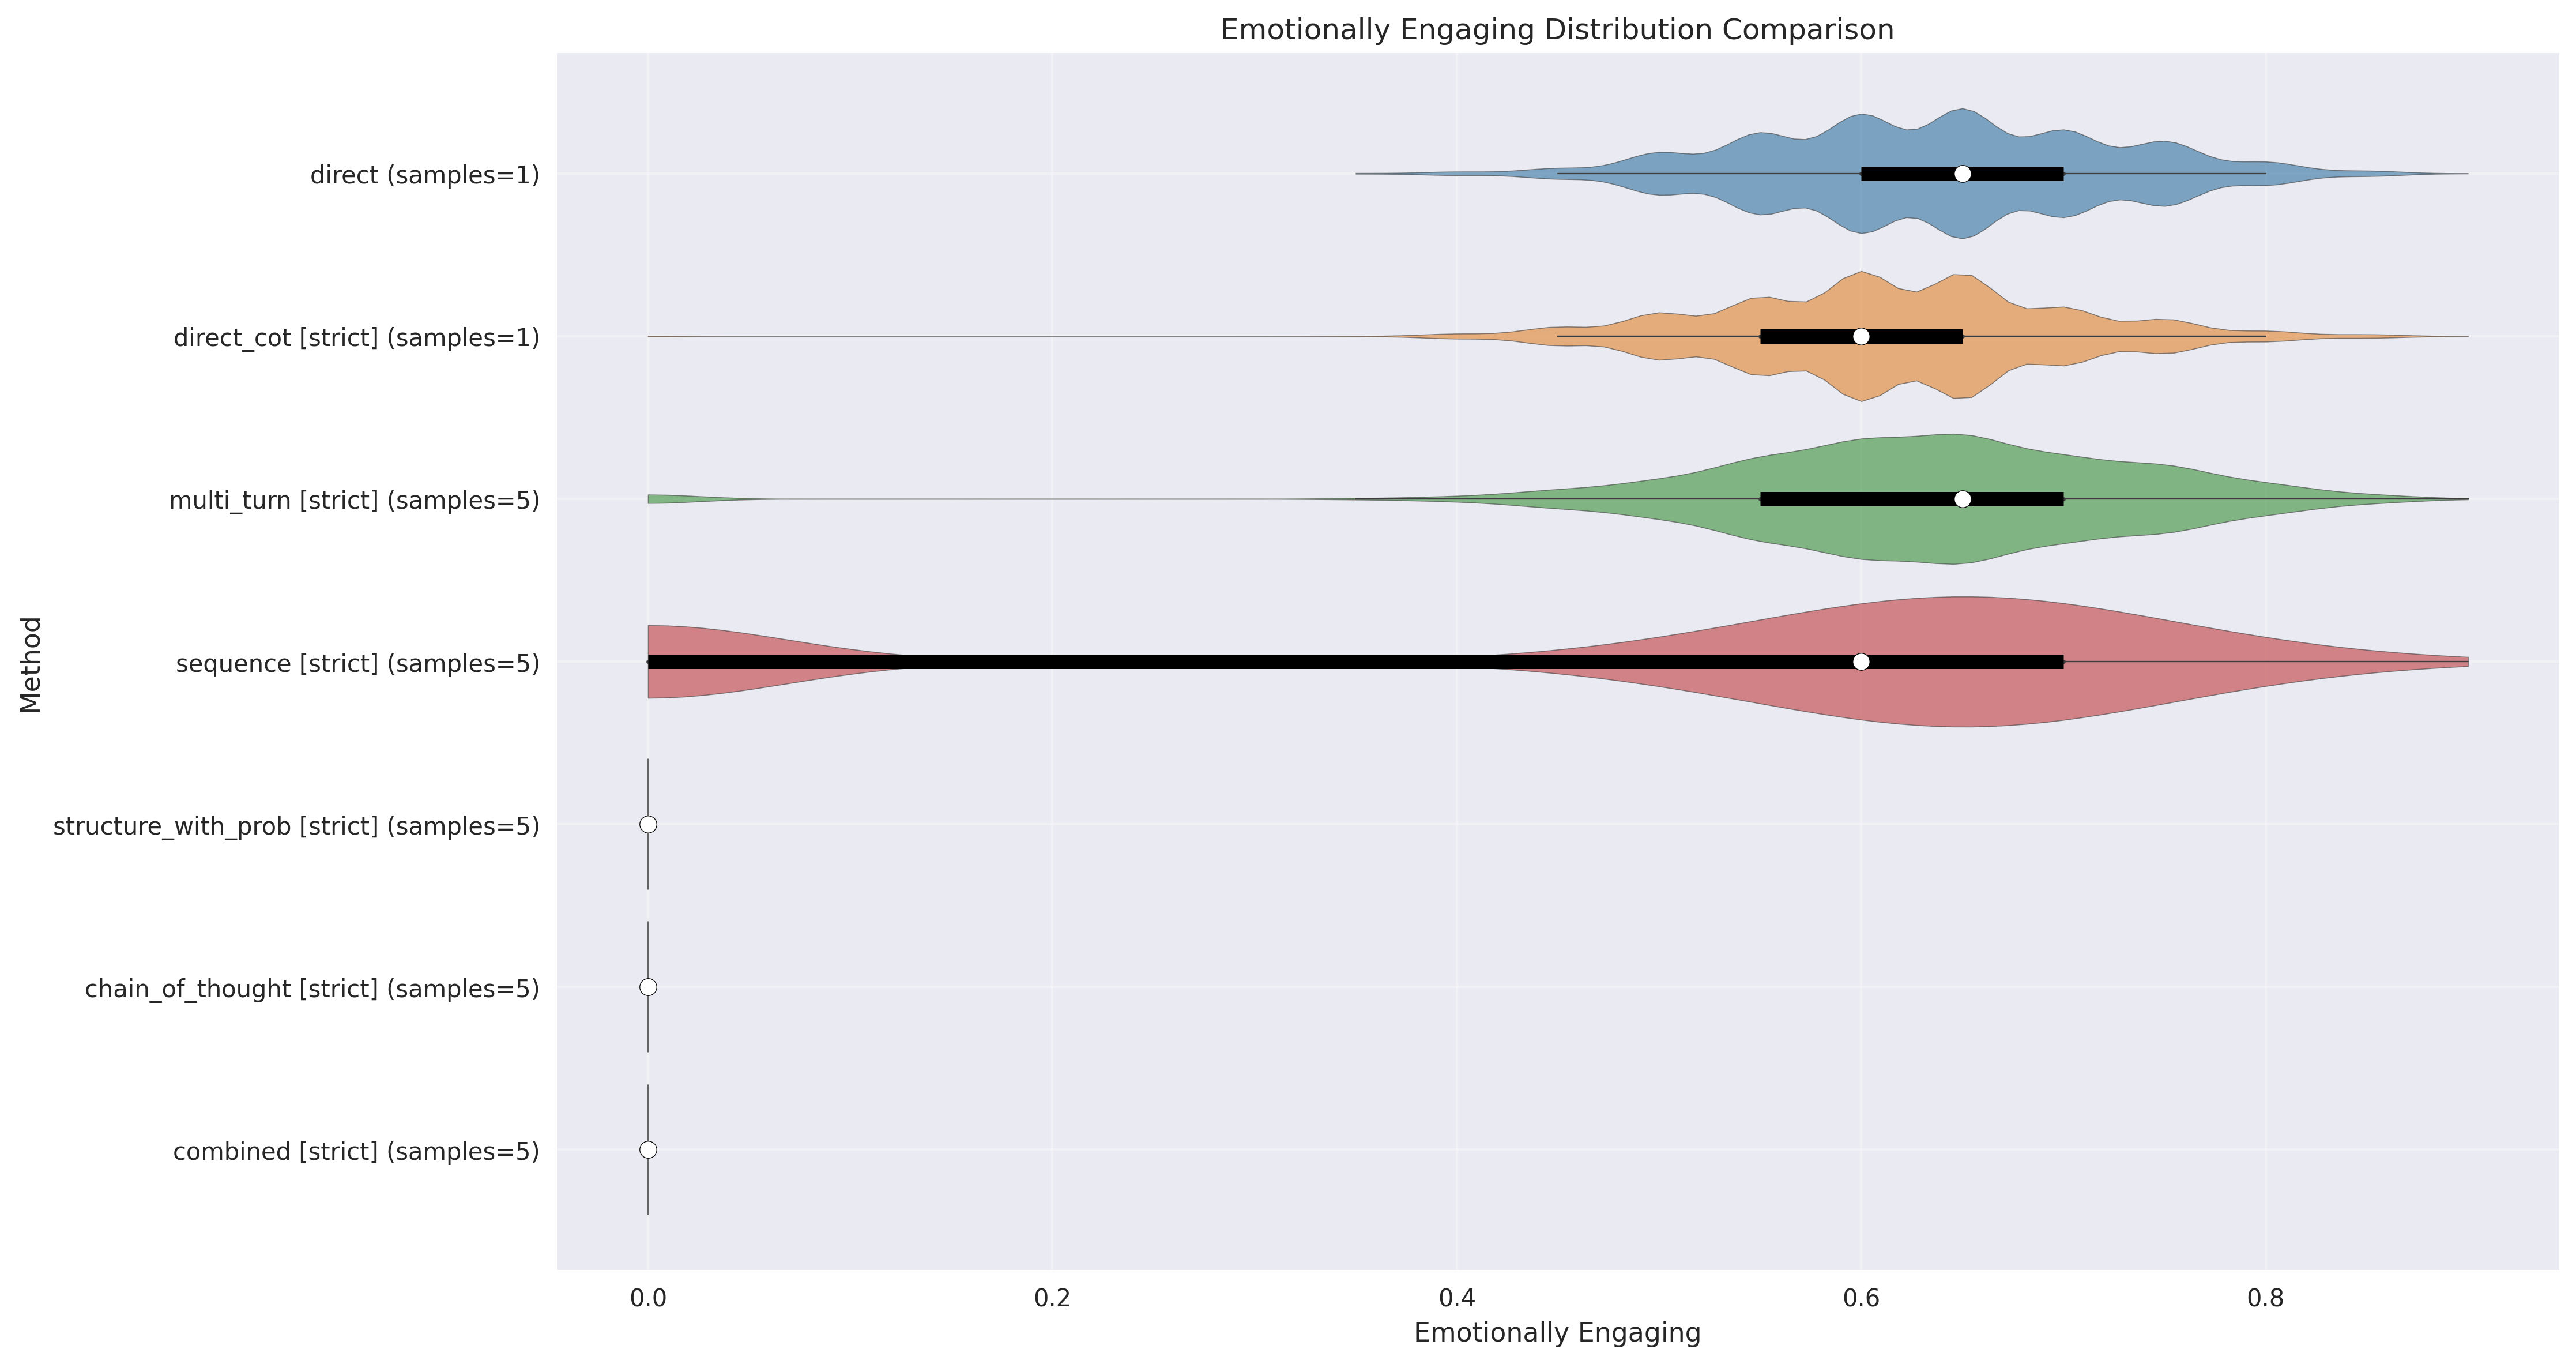 Emotionally Engaging Distribution Comparison
direct (samples=1)
direct_cot [strict] (samples=1)
multi_turn [strict] (samples=5)
sequence [strict] (samples=5)
structure_with_prob [strict] (samples=5)
chain_of_thought [strict] (samples=5)
combined [strict] (samples=5)
Method
0.0 0.2 0.4 0.6 0.8
Emotionally Engaging